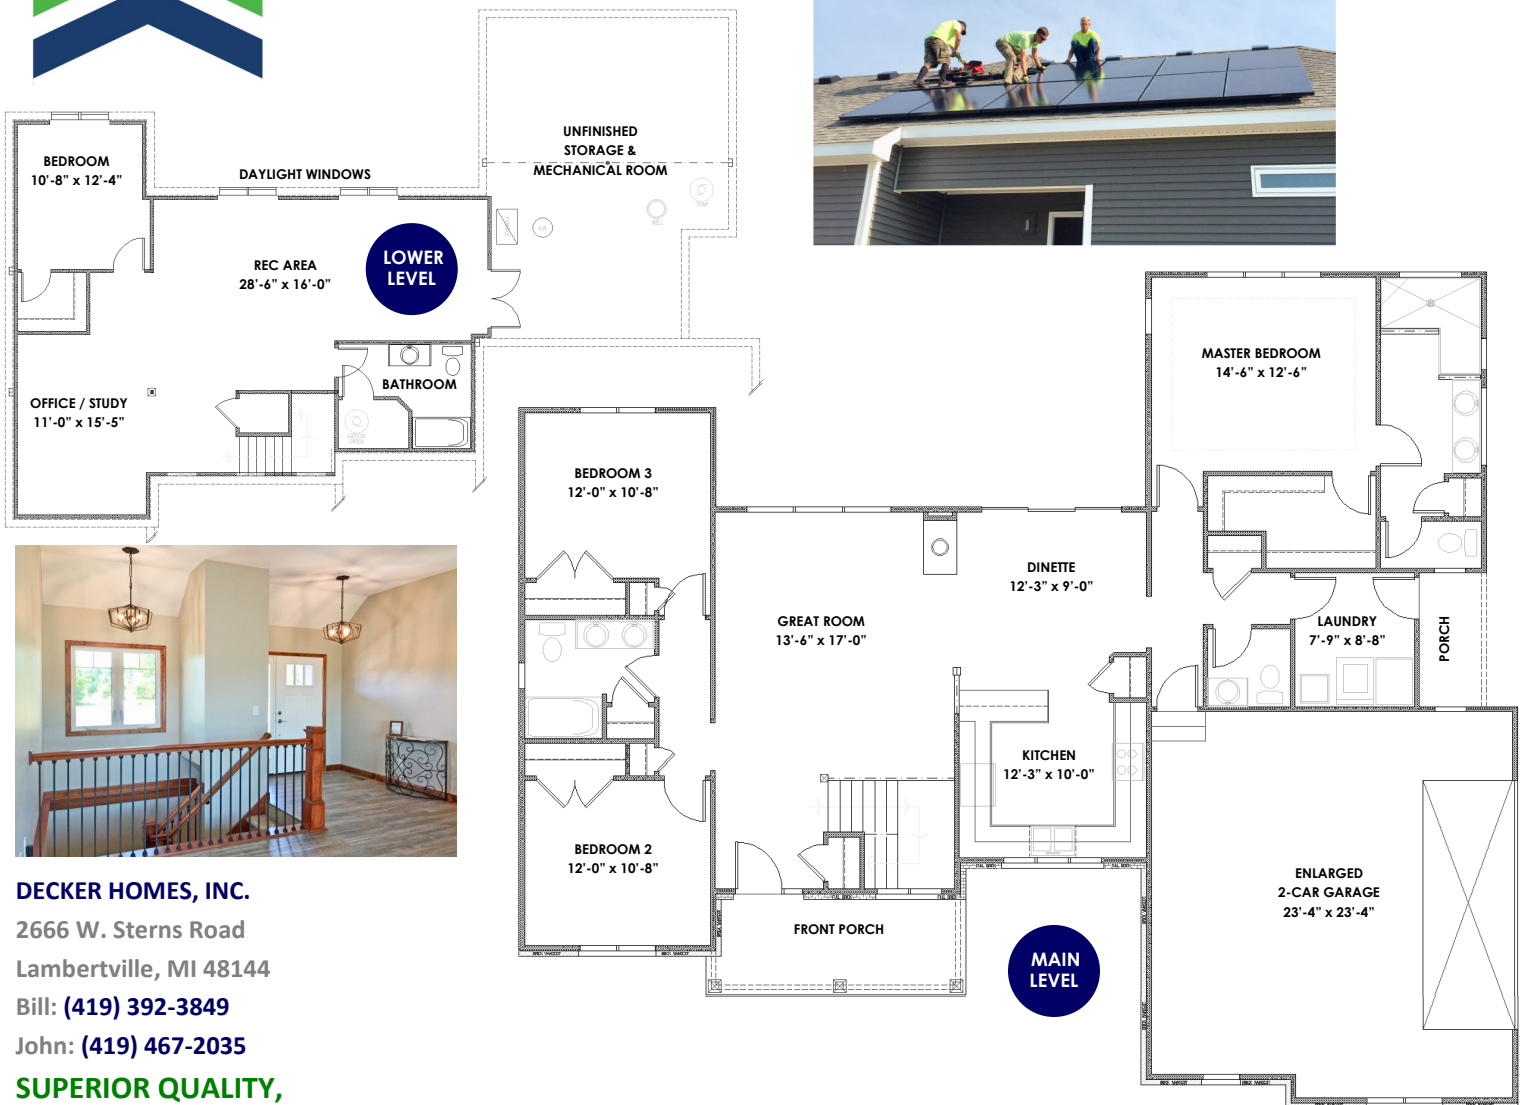 UNFINISHED
STORAGE &
MECHANICAL ROOM
BEDROOM
10'-8" x 12'-4"
DAYLIGHT WINDOWS
REC AREA
28'-6" x 16'-0"
LOWER
LEVEL
WELL
BATHROOM
OFFICE / STUDY
11'-0" x 15'-5"
MASTER BEDROOM
14'-6" x 12'-6"
BEDROOM 3
12'-0" x 10'-8"
DINETTE
12'-3" x 9'-0"
GREAT ROOM
13'-6" x 17'-0"
LAUNDRY
7'-9" x 8'-8"
PORCH
KITCHEN
12'-3" x 10'-0"
BEDROOM 2
12'-0" x 10'-8"
ENLARGED
2-CAR GARAGE
23'-4" x 23'-4"
FRONT PORCH
MAIN
LEVEL
DECKER HOMES, INC.
2666 W. Sterns Road
Lambertville, MI 48144
Bill: (419) 392-3849
John: (419) 467-2035
SUPERIOR QUALITY,